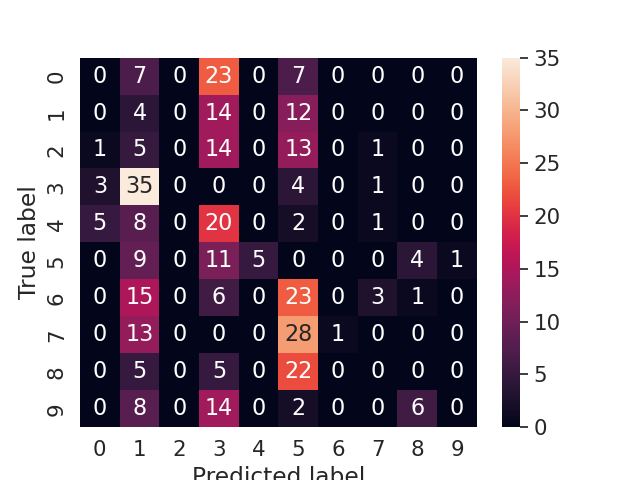 0 0 7 0 23 0 7 0 0 0 0
1 0 4 0 14 0 12 0 0 0 0
2 1 5 0 14 0 13 0 1 0 0
3 3 35 0 0 0 4 0 1 0 0
4 5 8 0 20 0 2 0 1 0 0
5 0 9 0 11 5 0 0 0 4 1
6 0 15 0 6 0 23 0 3 1 0
7 0 13 0 0 0 28 1 0 0 0
8 0 5 0 5 0 22 0 0 0 0
9 0 8 0 14 0 2 0 0 6 0
0 1 2 3 4 5 6 7 8 9
Predicted label
True label
35
30
25
20
15
10
5
0